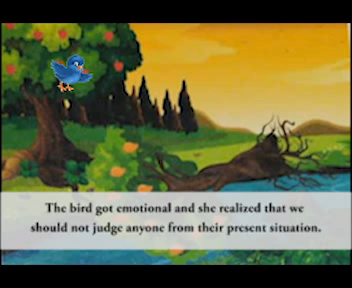 The bird got emotional and she realized that we
should not judge anyone from their present situation.